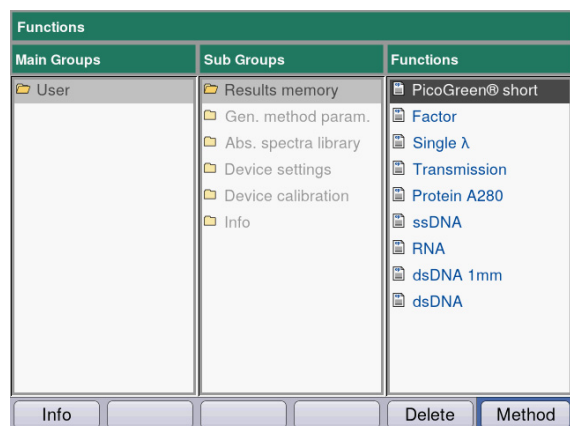 Functions
Main Groups
Sub Groups
Functions
User
Results memory
Gen. method param.
Abs. spectra library
Device settings
Device calibration
Info
PicoGreen® short
Factor
Single λ
Transmission
Protein A280
ssDNA
RNA
dsDNA 1mm
dsDNA
Info
Delete
Method